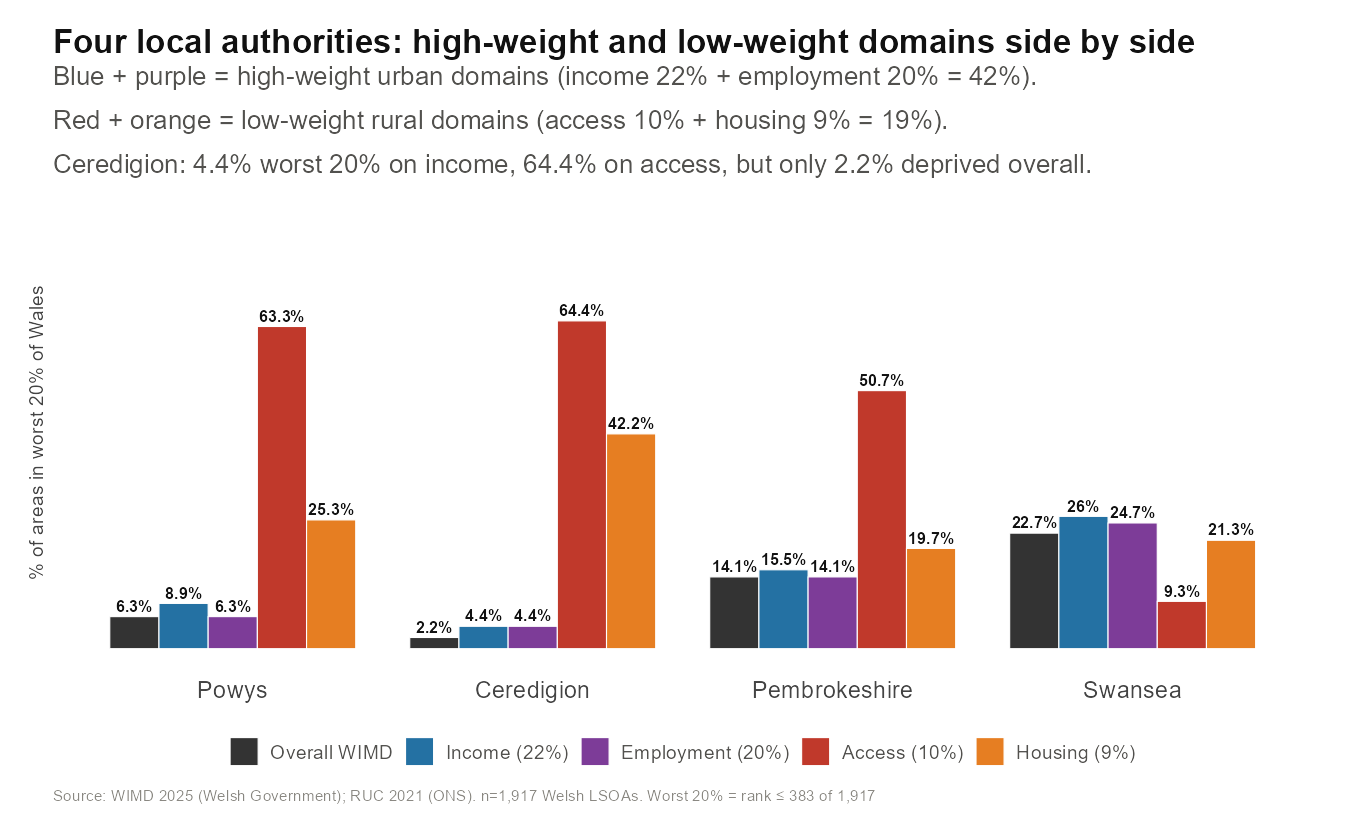 Four local authorities: high-weight and low-weight domains side by side
Blue + purple = high-weight urban domains (income 22% + employment 20% = 42%).
Red + orange = low-weight rural domains (access 10% + housing 9% = 19%).
Ceredigion: 4.4% worst 20% on income, 64.4% on access, but only 2.2% deprived overall.
% of areas in worst 20% of Wales
6.3% 8.9% 6.3% 63.3% 25.3%
2.2% 4.4% 4.4% 64.4% 42.2%
14.1% 15.5% 14.1% 50.7% 19.7%
22.7% 26% 24.7% 9.3% 21.3%
Powys Ceredigion Pembrokeshire Swansea
Overall WIMD Income (22%) Employment (20%) Access (10%) Housing (9%)
Source: WIMD 2025 (Welsh Government); RUC 2021 (ONS). n=1,917 Welsh LSOAs. Worst 20% = rank ≤ 383 of 1,917